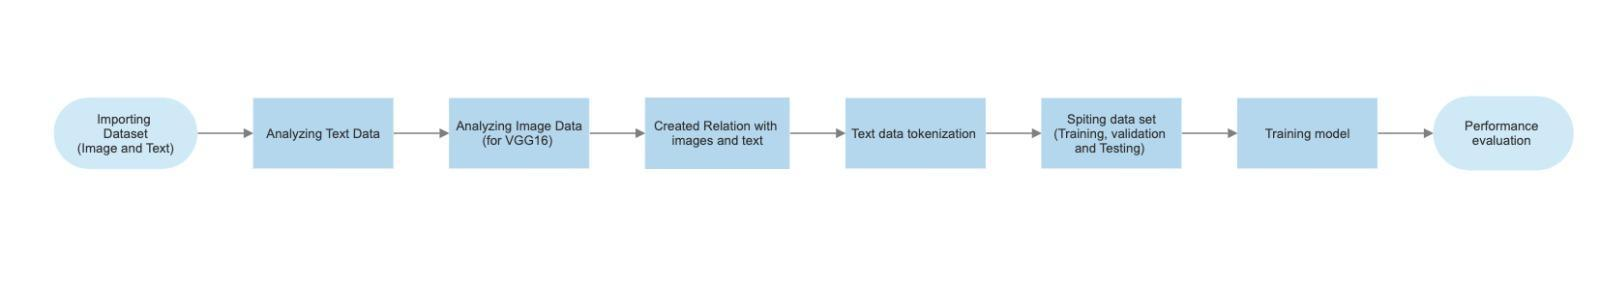 Importing
Dataset
(Image and Text)
Analyzing Text Data
Analyzing Image Data
(for VGG16)
Created Relation with
images and text
Text data tokenization
Spiting data set
(Training, validation
and Testing)
Training model
Performance
evaluation